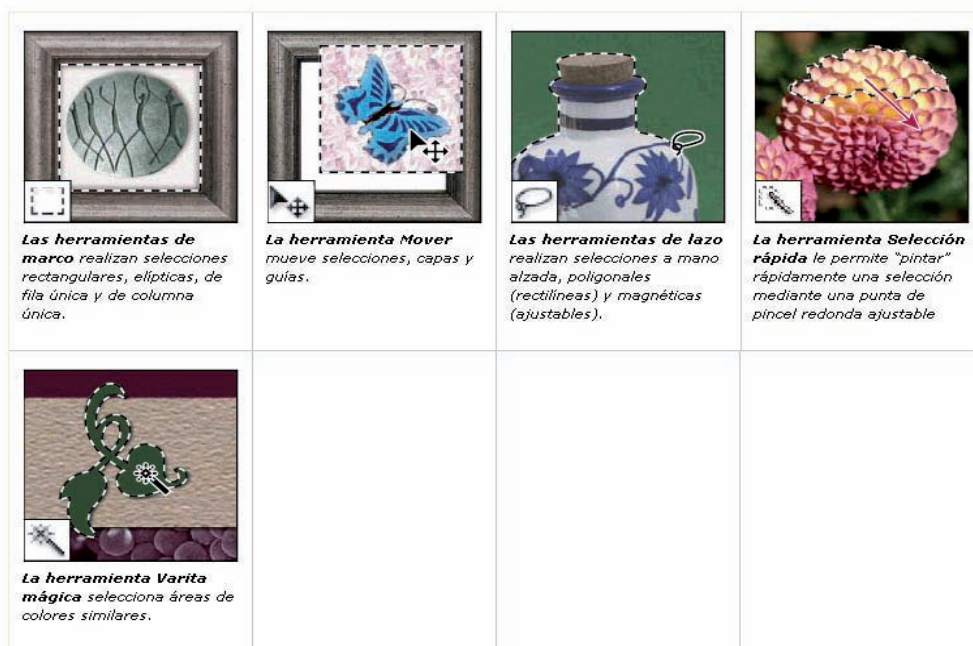 Las herramientas de
marco realizan selecciones
rectangulares, elípticas, de
fila única y de columna
única.
La herramienta Mover
mueve selecciones, capas y
guías.
Las herramientas de lazo
realizan selecciones a mano
alzada, poligonales
(rectilíneas) y magnéticas
(ajustables).
La herramienta Selección
rápida le permite “pintar”
rápidamente una selección
mediante una punta de
pincel redonda ajustable
La herramienta Varita
mágica selecciona áreas de
colores similares.